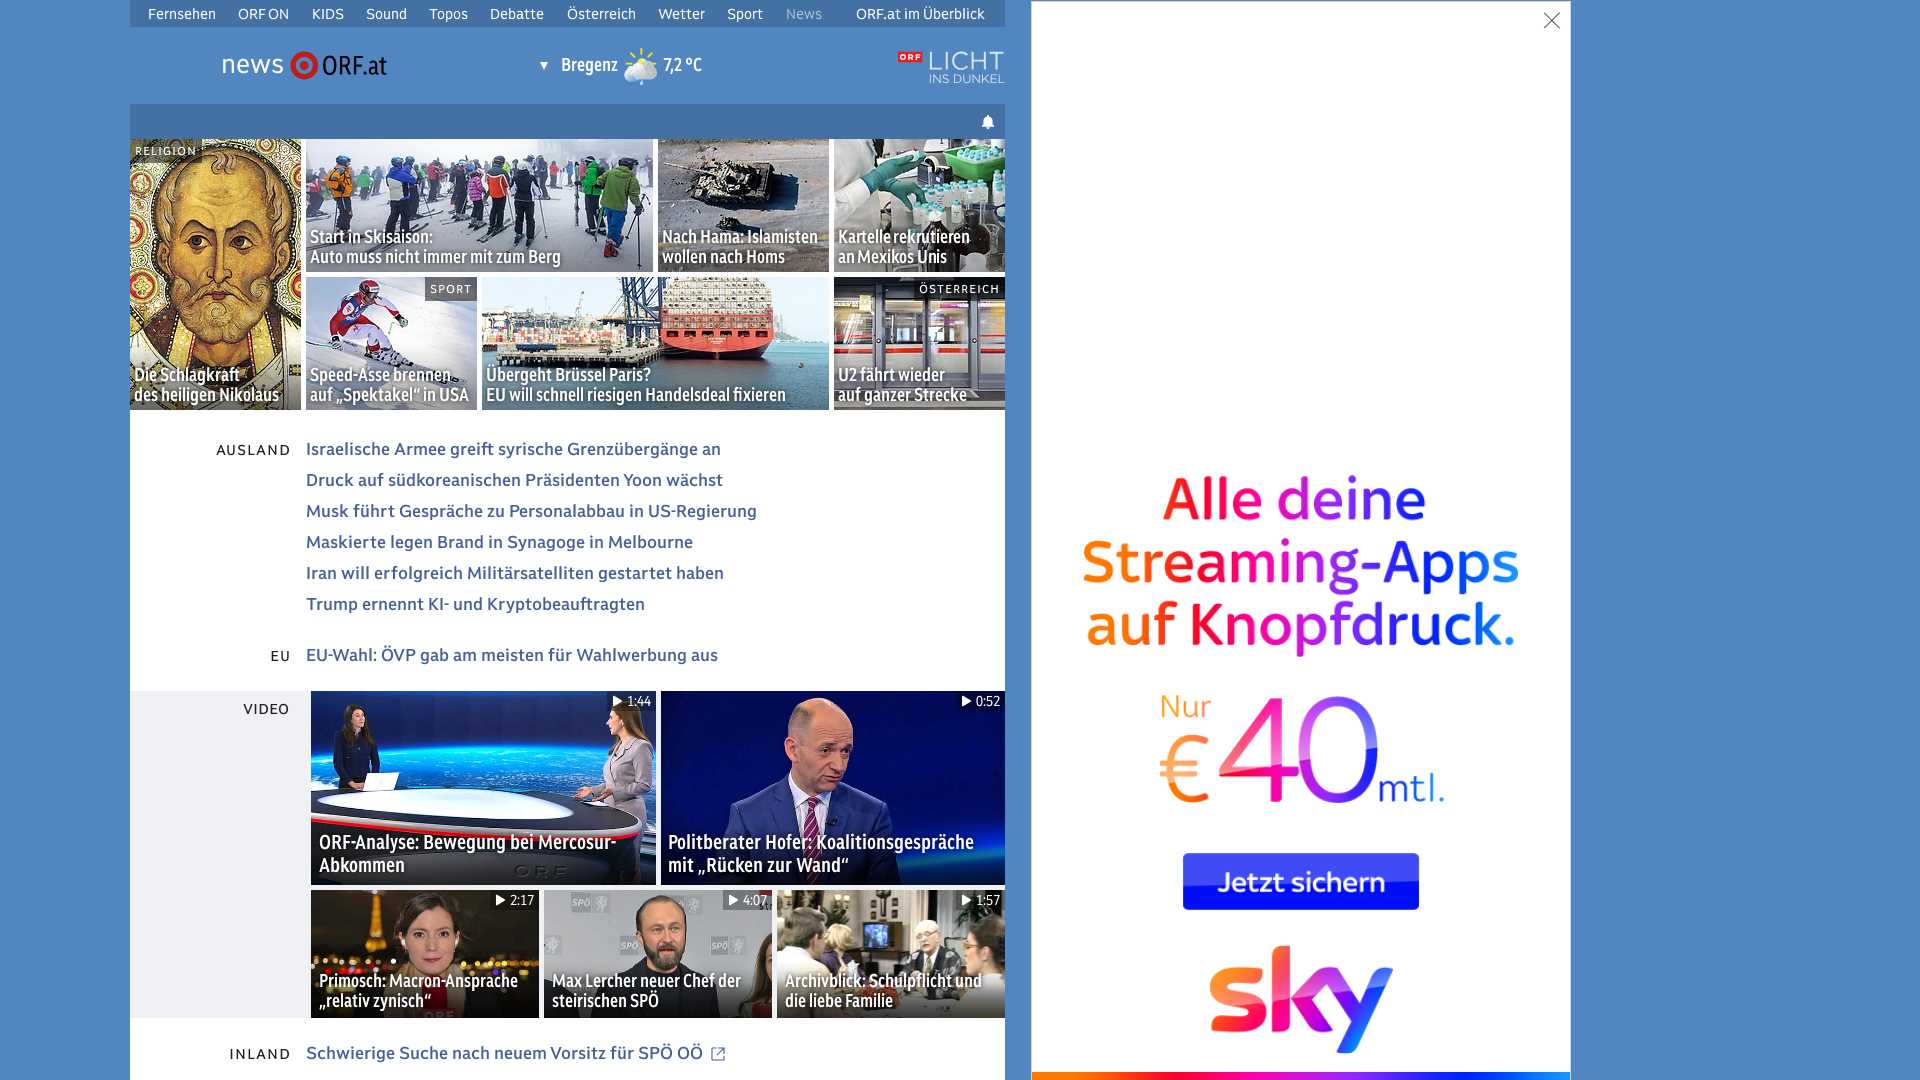 Fernsehen ORF ON KIDS Sound Topos Debatte Österreich Wetter Sport News ORF.at im Überblick
news ORF.at
Bregenz 7,2 °C
ORF LICHT
INS DUNKEL
RELIGION
Die Schlagkraft
des heiligen Nikolaus
Start in Skisaison:
Auto muss nicht immer mit zum Berg
Nach Hama: Islamisten
wollen nach Homs
Kartelle rekrutieren
an Mexikos Unis
SPORT
Speed-Asse brennen
auf „Spektakel“ in USA
Übergeht Brüssel Paris?
EU will schnell riesigen Handelsdeal fixieren
ÖSTERREICH
U2 fährt wieder
auf ganzer Strecke
AUSLAND
Israelische Armee greift syrische Grenzübergänge an
Druck auf südkoreanischen Präsidenten Yoon wächst
Musk führt Gespräche zu Personalabbau in US-Regierung
Maskierte legen Brand in Synagoge in Melbourne
Iran will erfolgreich Militärsatelliten gestartet haben
Trump ernennt KI- und Kryptobeauftragten
EU
EU-Wahl: ÖVP gab am meisten für Wahlwerbung aus
VIDEO
1:44
ORF-Analyse: Bewegung bei Mercosur-
Abkommen
ORF
0:52
Politberater Hofer: Koalitionsgespräche
mit „Rücken zur Wand“
2:17
Primosch: Macron-Ansprache
„relativ zynisch“
ORF
4:07
SPÖ
SPÖ
SPÖ
Max Lercher neuer Chef der
steirischen SPÖ
1:57
Archivblick: Schulpflicht und
die liebe Familie
INLAND
Schwierige Suche nach neuem Vorsitz für SPÖ OÖ
Alle deine
Streaming-Apps
auf Knopfdruck.
Nur
€ 40 mtl.
Jetzt sichern
sky